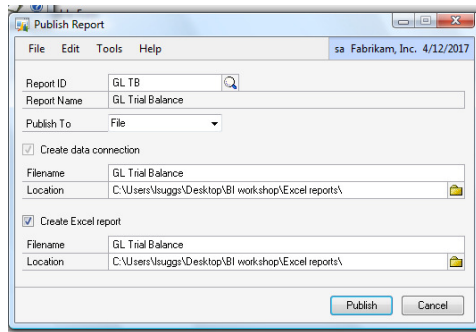 Publish Report
File Edit Tools Help sa Fabrikam, Inc. 4/12/2017
Report ID GL TB
Report Name GL Trial Balance
Publish To File
Create data connection
Filename GL Trial Balance
Location C:\Users\lsuggs\Desktop\BI workshop\Excel reports\
Create Excel report
Filename GL Trial Balance
Location C:\Users\lsuggs\Desktop\BI workshop\Excel reports\
Publish Cancel